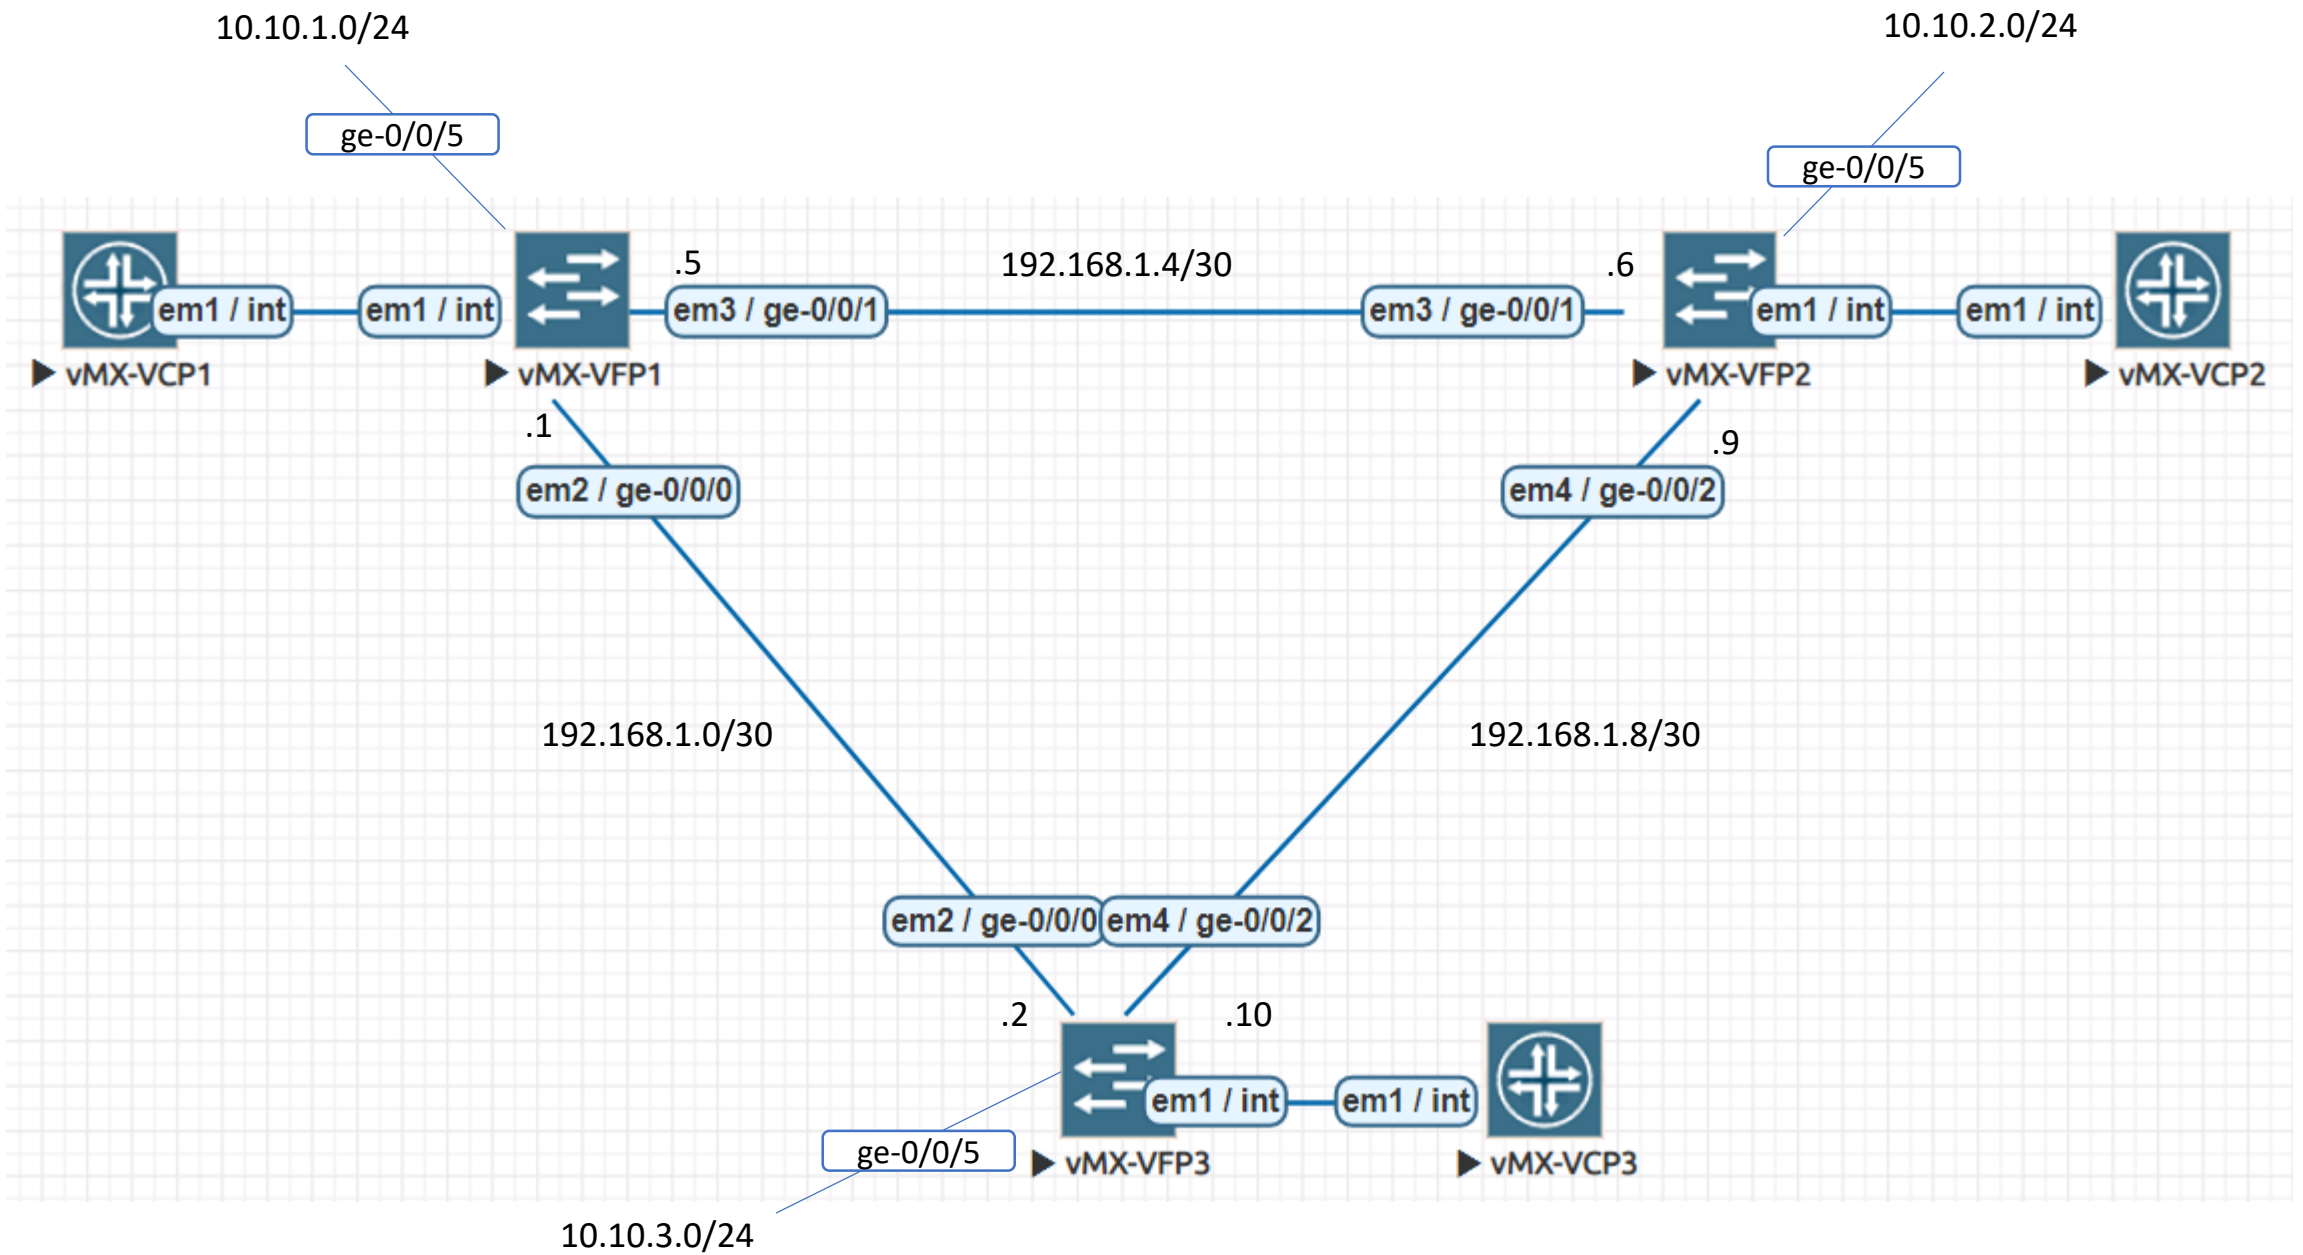 10.10.1.0/24
10.10.2.0/24
ge-0/0/5
ge-0/0/5
.5
192.168.1.4/30
.6
em1 / int
em1 / int
em3 / ge-0/0/1
em3 / ge-0/0/1
em1 / int
em1 / int
vMX-VCP1
vMX-VFP1
vMX-VFP2
vMX-VCP2
.1
.9
em2 / ge-0/0/0
em4 / ge-0/0/2
192.168.1.0/30
192.168.1.8/30
em2 / ge-0/0/0
em4 / ge-0/0/2
.2
.10
em1 / int
em1 / int
ge-0/0/5
vMX-VFP3
vMX-VCP3
10.10.3.0/24